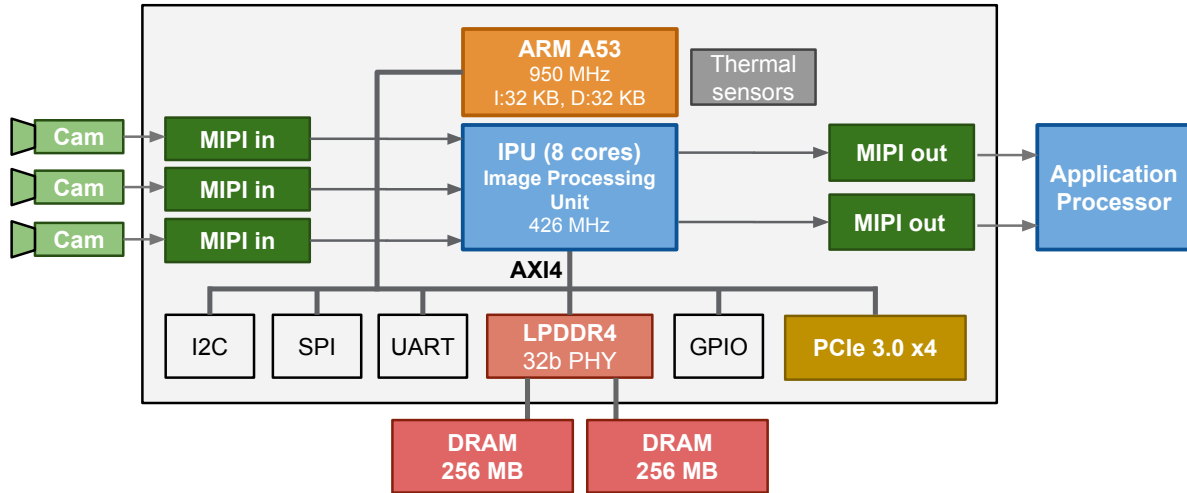 ARM A53
950 MHz
I:32 KB, D:32 KB
Thermal
sensors
Cam
MIPI in
IPU (8 cores)
Image Processing
Unit
426 MHz
MIPI out
Application
Processor
Cam
MIPI in
MIPI out
Cam
MIPI in
AXI4
I2C
SPI
UART
LPDDR4
32b PHY
GPIO
PCIe 3.0 x4
DRAM
256 MB
DRAM
256 MB